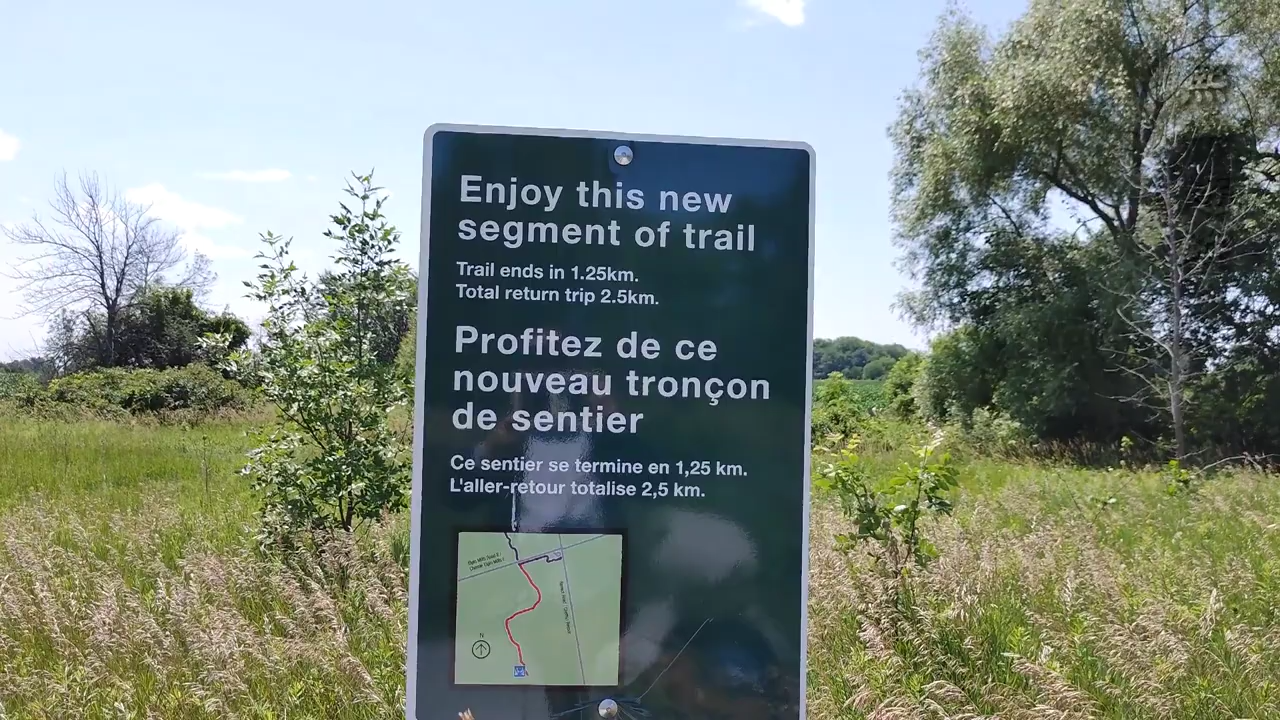 Enjoy this new
segment of trail
Trail ends in 1.25km.
Total return trip 2.5km.
Profitez de ce
nouveau tronçon
de sentier
Ce sentier se termine en 1,25 km.
L'aller-retour totalise 2,5 km.
N